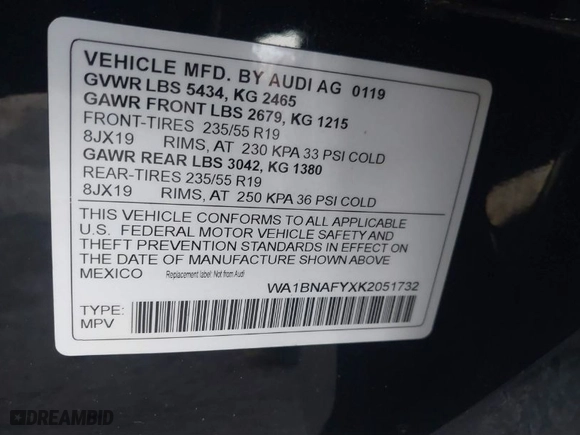 VEHICLE MFD. BY AUDI AG 0119
GVWR LBS 5434, KG 2465
GAWR FRONT LBS 2679, KG 1215
FRONT-TIRES 235/55 R19
8JX19 RIMS, AT 230 KPA 33 PSI COLD
GAWR REAR LBS 3042, KG 1380
REAR-TIRES 235/55 R19
8JX19 RIMS, AT 250 KPA 36 PSI COLD
THIS VEHICLE CONFORMS TO ALL APPLICABLE
U.S. FEDERAL MOTOR VEHICLE SAFETY AND
THEFT PREVENTION STANDARDS IN EFFECT ON
THE DATE OF MANUFACTURE SHOWN ABOVE
MEXICO Replacement label: Not from Audi
WA1BNAFYXK2051732
TYPE:
MPV
DREAMBID